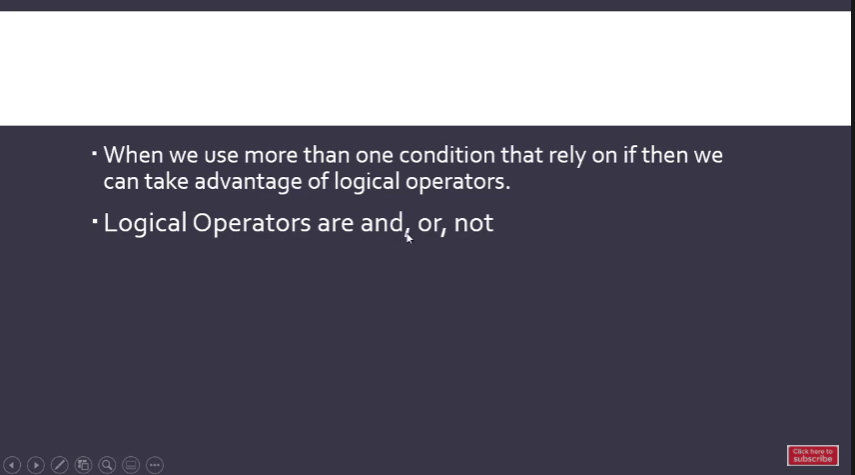 ▪ When we use more than one condition that rely on if then we
can take advantage of logical operators.
▪ Logical Operators are and, or, not
Click here to
subscribe